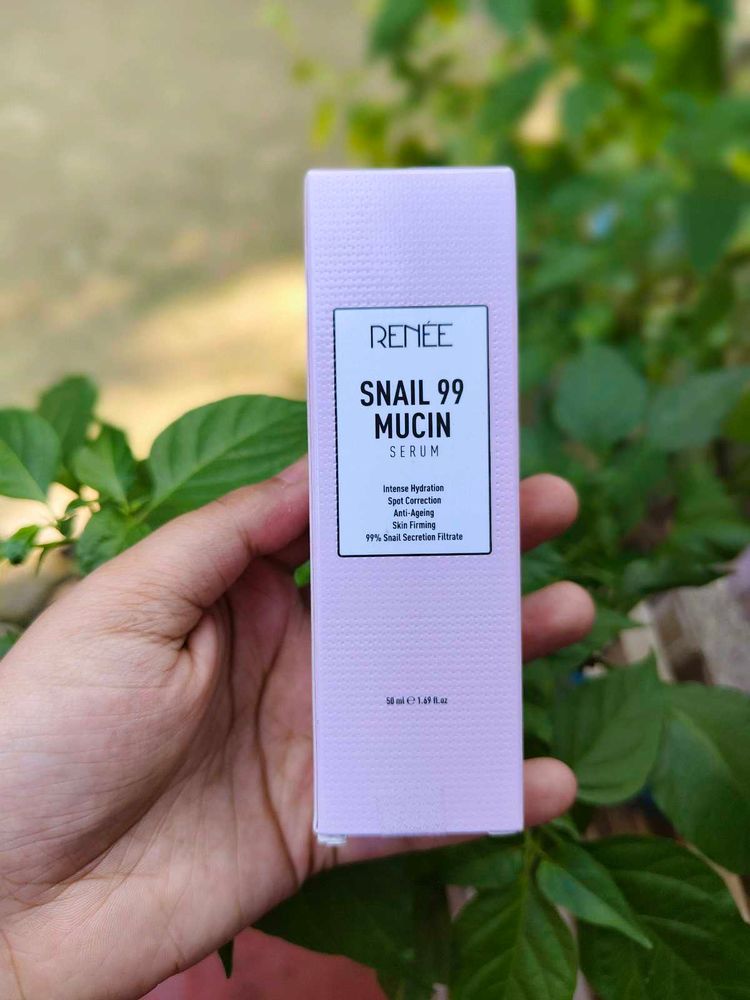 RENÉE
SNAIL 99
MUCIN
SERUM
Intense Hydration
Spot Correction
Anti-Ageing
Skin Firming
99% Snail Secretion Filtrate
50 ml ℮ 1.69 fl.oz